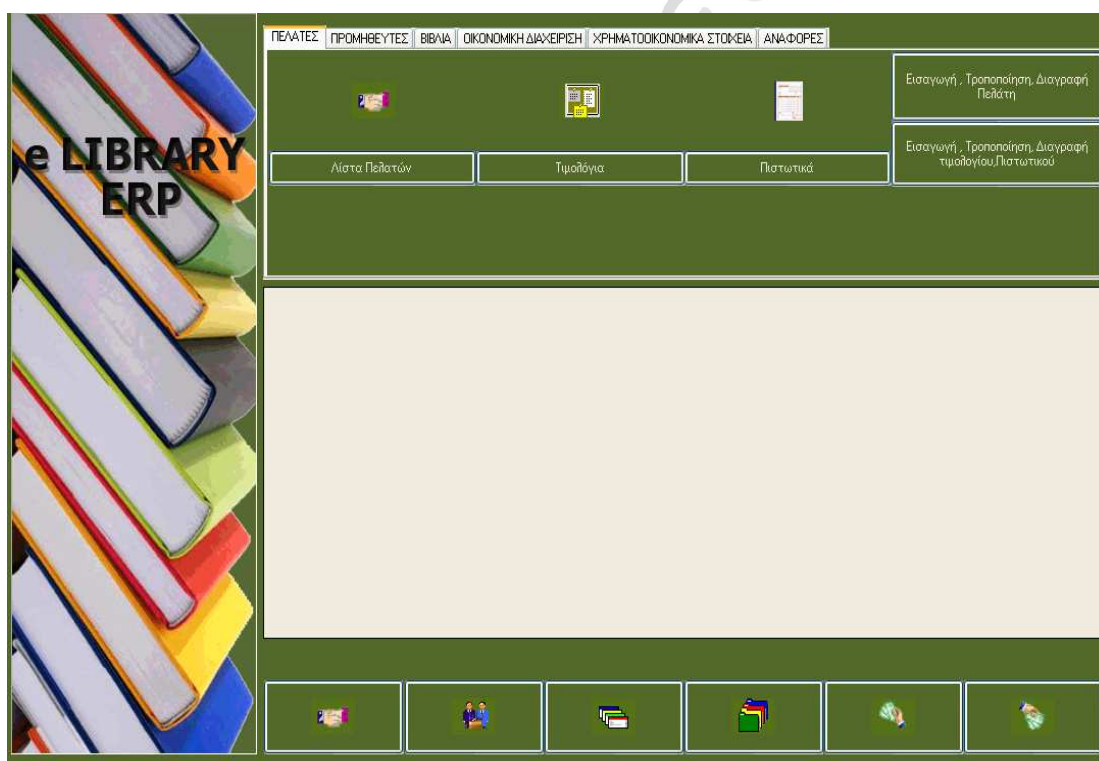 e LIBRARY
ERP
ΠΕΛΑΤΕΣ ΠΡΟΜΗΘΕΥΤΕΣ ΒΙΒΛΙΑ ΟΙΚΟΝΟΜΙΚΗ ΔΙΑΧΕΙΡΙΣΗ ΧΡΗΜΑΤΟΟΙΚΟΝΟΜΙΚΑ ΣΤΟΙΧΕΙΑ ΑΝΑΦΟΡΕΣ
Εισαγωγή , Τροποποίηση, Διαγραφή
Πελάτη
Εισαγωγή , Τροποποίηση, Διαγραφή
τιμολογίου,Πιστωτικού
Λίστα Πελατών
Τιμολόγια
Πιστωτικά